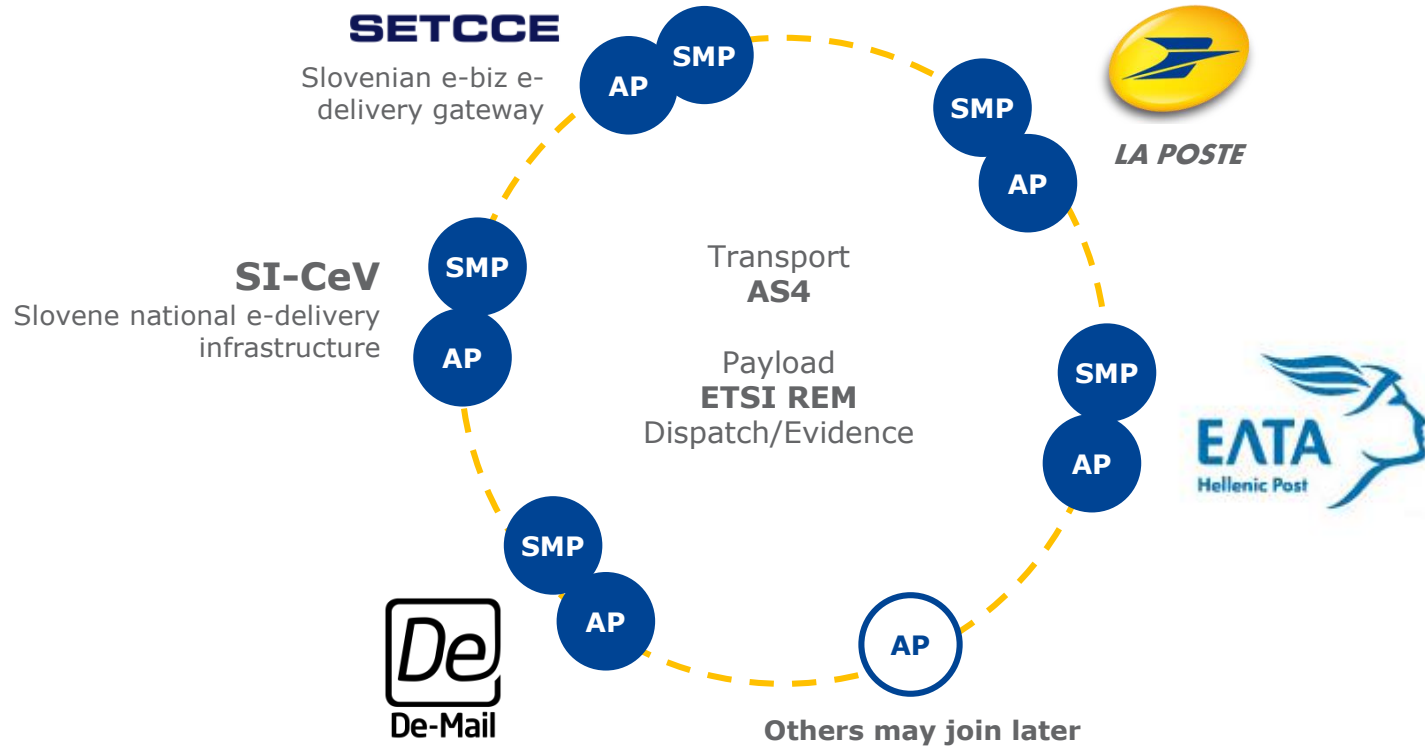 SETCCE
Slovenian e-biz e-
delivery gateway
AP
SMP
SMP
AP
LA POSTE
SI-CeV
Slovene national e-delivery
infrastructure
SMP
AP
Transport
AS4
Payload
ETSI REM
Dispatch/Evidence
SMP
AP
ΕΛΤΑ
Hellenic Post
SMP
AP
De
De-Mail
AP
Others may join later